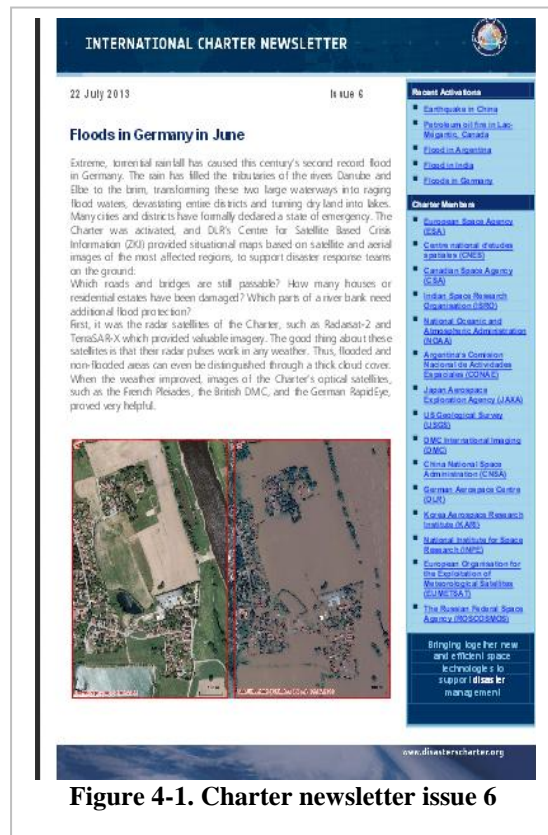 INTERNATIONAL CHARTER NEWSLETTER
22 July 2013
Issue 6
Floods in Germany in June
Extreme, torrential rainfall has caused this century's second record flood
in Germany. The rain has filled the tributaries of the rivers Danube and
Elbe to the brim, transforming these two large waterways into raging
flood waters, devastating entire districts and turning dry land into lakes.
Many cities and districts have formally declared a state of emergency. The
Charter was activated, and DLR's Centre for Satellite Based Crisis
Information (ZKI) provided situational maps based on satellite and aerial
images of the most affected regions, to support disaster response teams
on the ground:
Which roads and bridges are still passable? How many houses or
residential estates have been damaged? Which parts of a river bank need
additional flood protection?
First, it was the radar satellites of the Charter, such as Radarsat-2 and
TerraSAR-X which provided valuable imagery. The good thing about these
satellites is that their radar pulses work in any weather. Thus, flooded and
non-flooded areas can even be distinguished through a thick cloud cover.
When the weather improved, images of the Charter's optical satellites,
such as the French Pleiades, the British DMC, and the German RapidEye,
proved very helpful.
Recent Activations
Earthquake in China
Petroleum oil fire in Lac-
Mégantic, Canada
Flood in Argentina
Flood in India
Floods in Germany
Charter Members
European Space Agency
(ESA)
Centre national d'etudes
spatiales (CNES)
Canadian Space Agency
(CSA)
Indian Space Research
Organisation (ISRO)
National Oceanic and
Atmospheric Administration
(NOAA)
Argentina's Comision
Nacional de Actividades
Espaciales (CONAE)
Japan Aerospace
Exploration Agency (JAXA)
US Geological Survey
(USGS)
DMC International Imaging
(DMC)
China National Space
Administration (CNSA)
German Aerospace Centre
(DLR)
Korea Aerospace Research
Institute (KARI)
National Institute for Space
Research (INPE)
European Organisation for
the Exploitation of
Meteorological Satellites
(EUMETSAT)
The Russian Federal Space
Agency (ROSCOSMOS)
Bringing together new
and efficient space
technologies to
support disaster
management
www.disasterscharter.org
Figure 4-1. Charter newsletter issue 6